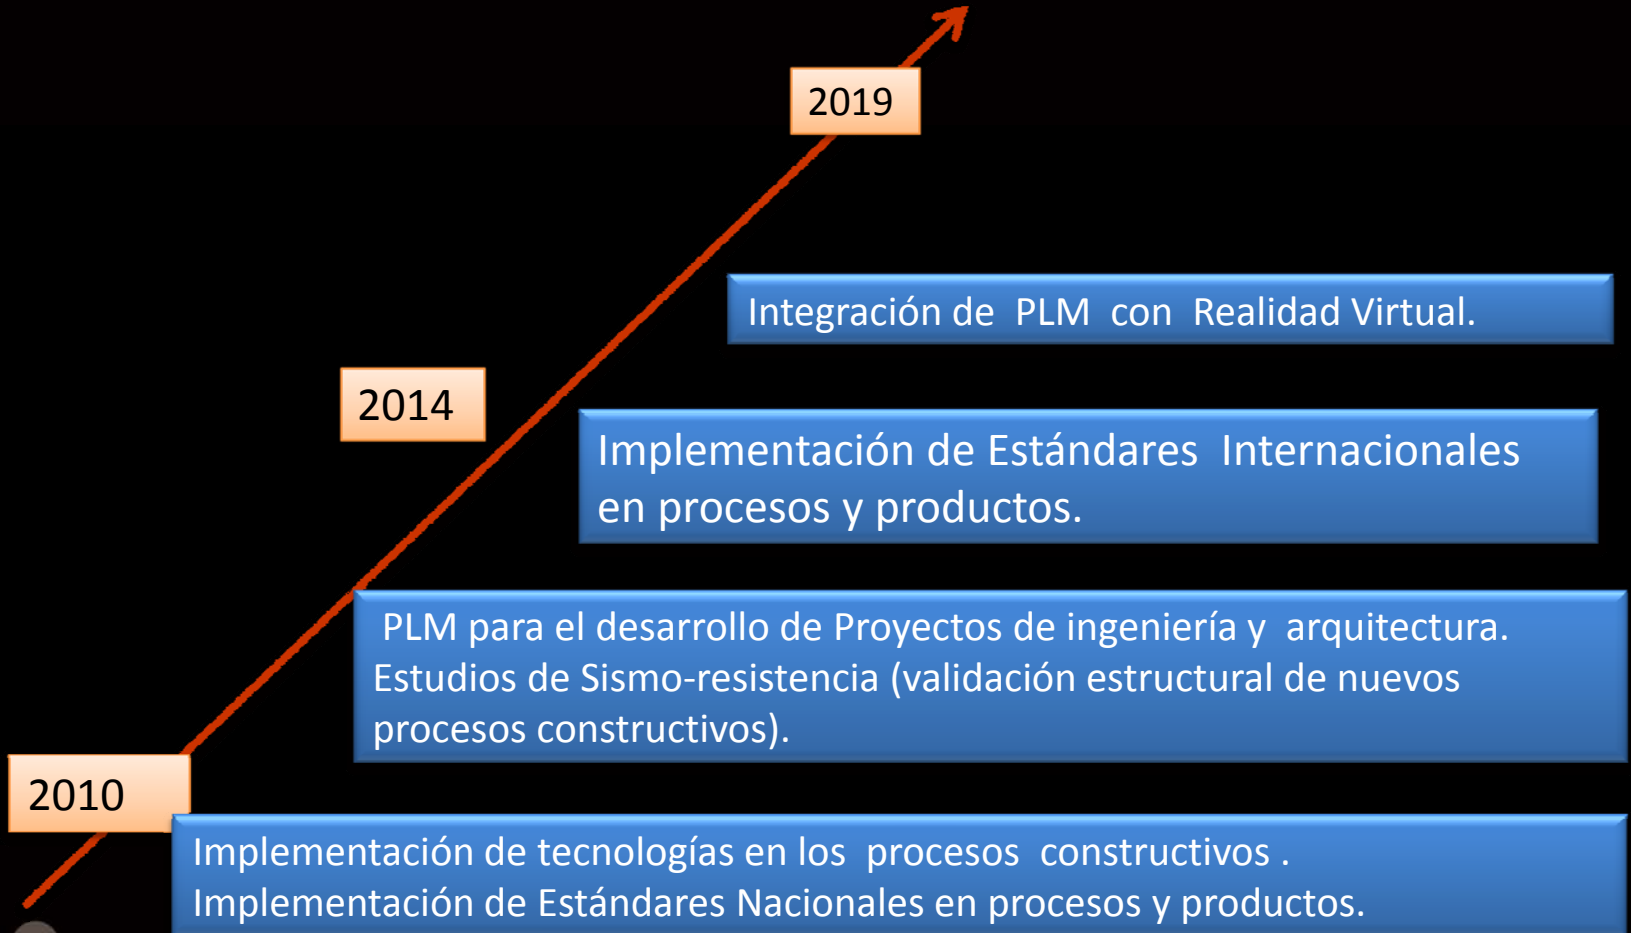 2019
Integración de PLM con Realidad Virtual.
2014
Implementación de Estándares Internacionales
en procesos y productos.
PLM para el desarrollo de Proyectos de ingeniería y arquitectura.
Estudios de Sismo-resistencia (validación estructural de nuevos
procesos constructivos).
2010
Implementación de tecnologías en los procesos constructivos .
Implementación de Estándares Nacionales en procesos y productos.